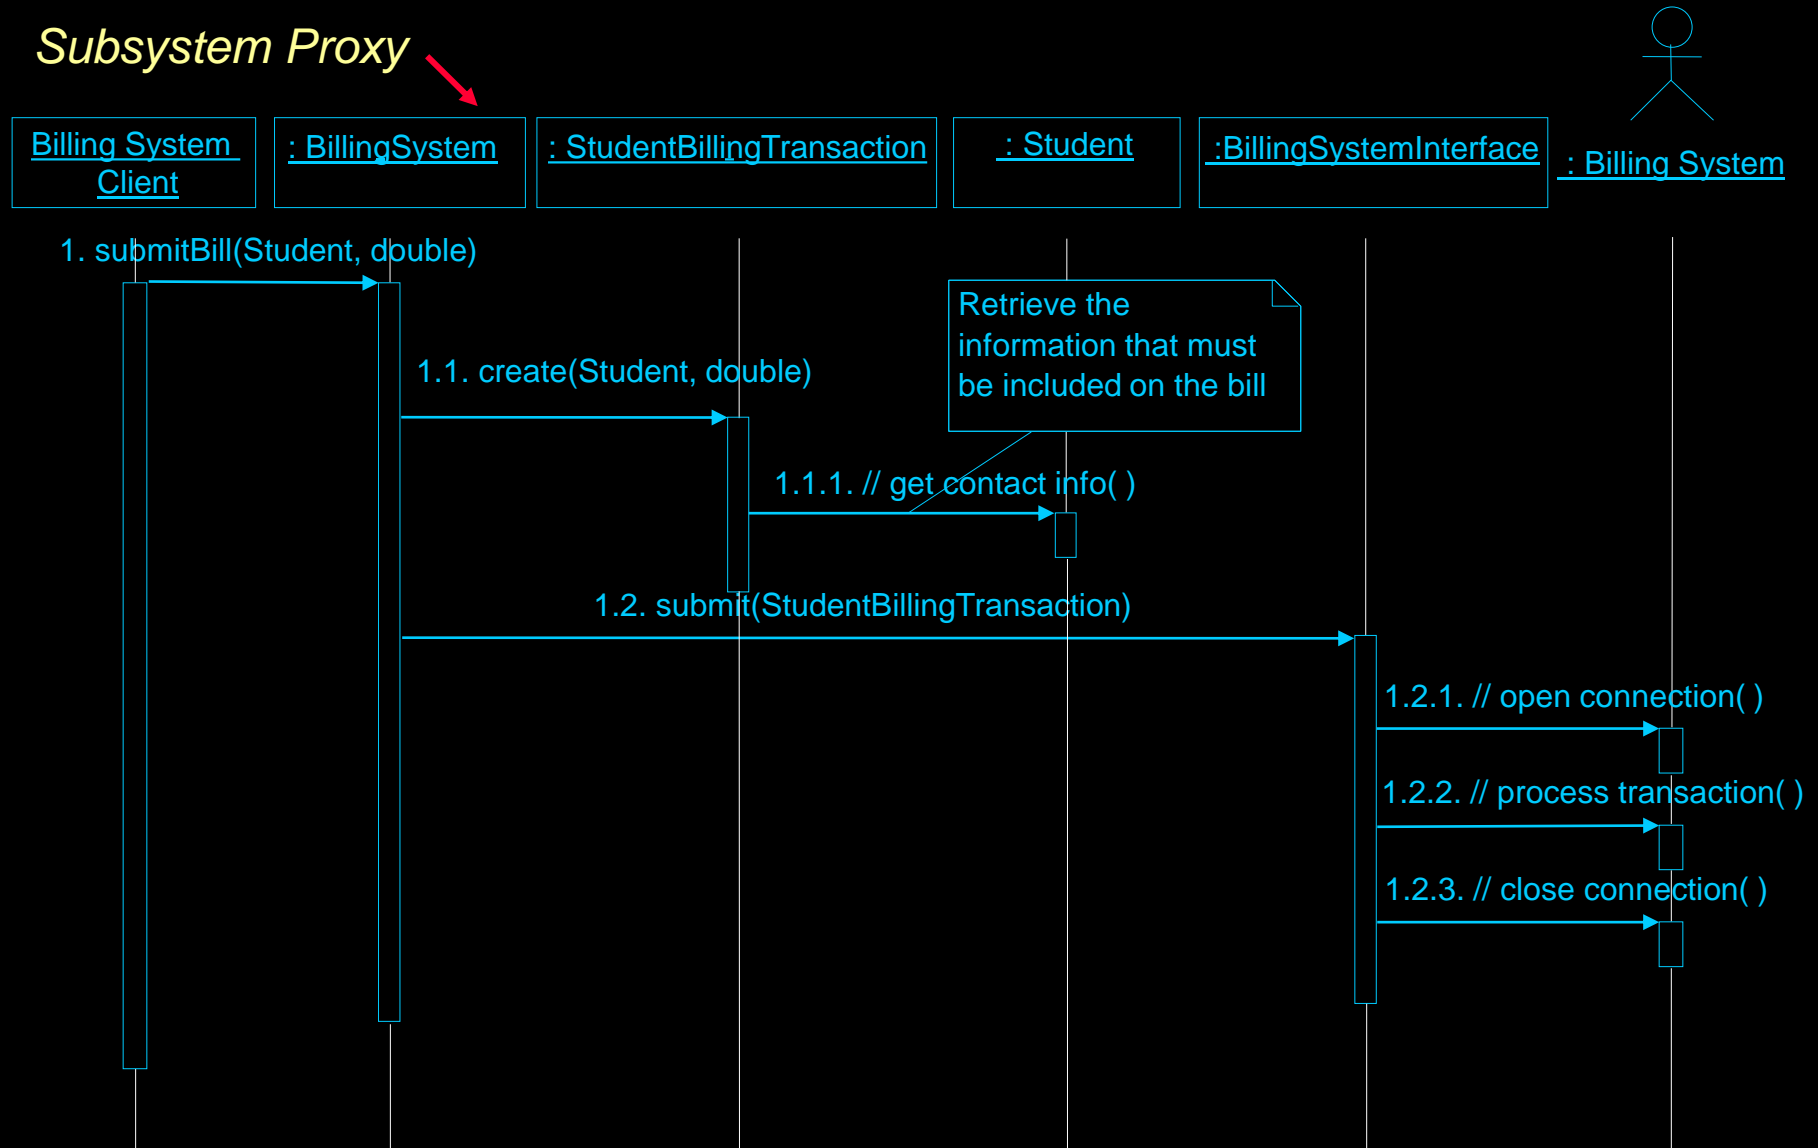 Subsystem Proxy
Billing System
Client
: BillingSystem
: StudentBillingTransaction
: Student
:BillingSystemInterface
: Billing System
1. submitBill(Student, double)
Retrieve the
information that must
be included on the bill
1.1. create(Student, double)
1.1.1. // get contact info( )
1.2. submit(StudentBillingTransaction)
1.2.1. // open connection( )
1.2.2. // process transaction( )
1.2.3. // close connection( )